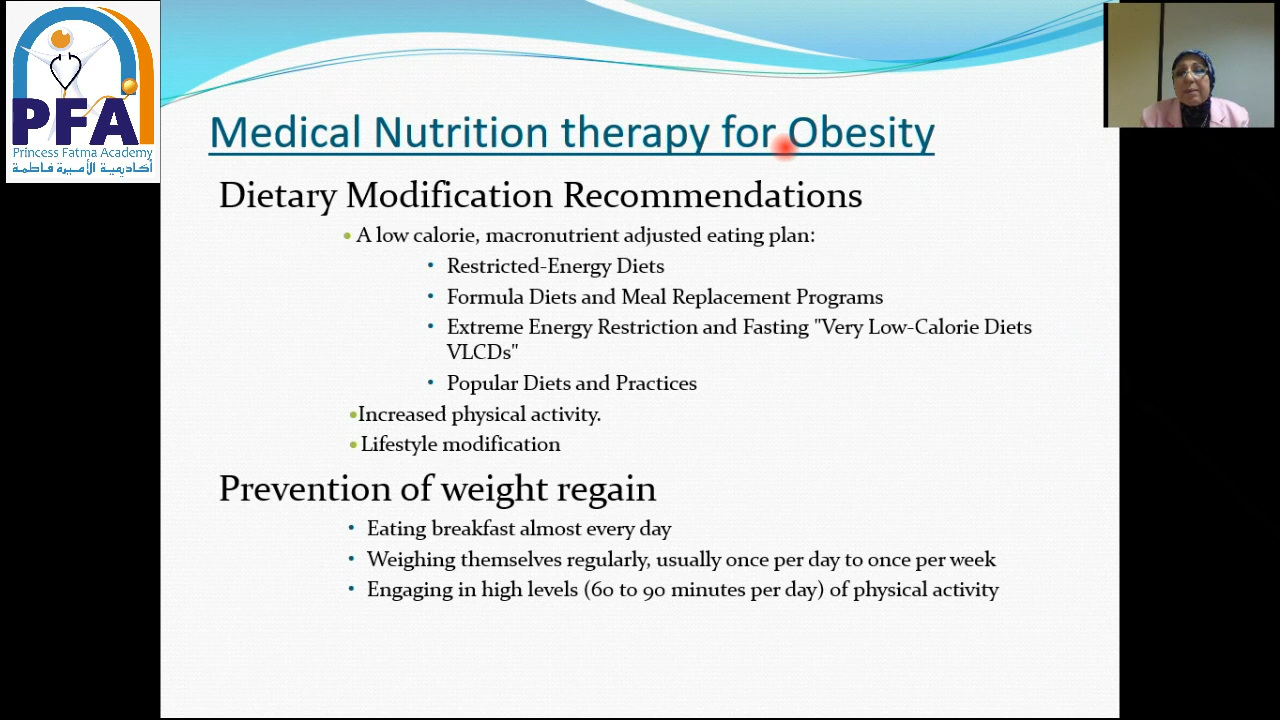 PFA
Princess Fatma Academy
أكاديمية الأميرة فاطمة
Medical Nutrition therapy for Obesity
Dietary Modification Recommendations
• A low calorie, macronutrient adjusted eating plan:
• Restricted-Energy Diets
• Formula Diets and Meal Replacement Programs
• Extreme Energy Restriction and Fasting "Very Low-Calorie Diets
VLCDs"
• Popular Diets and Practices
•Increased physical activity.
• Lifestyle modification
Prevention of weight regain
• Eating breakfast almost every day
• Weighing themselves regularly, usually once per day to once per week
• Engaging in high levels (60 to 90 minutes per day) of physical activity